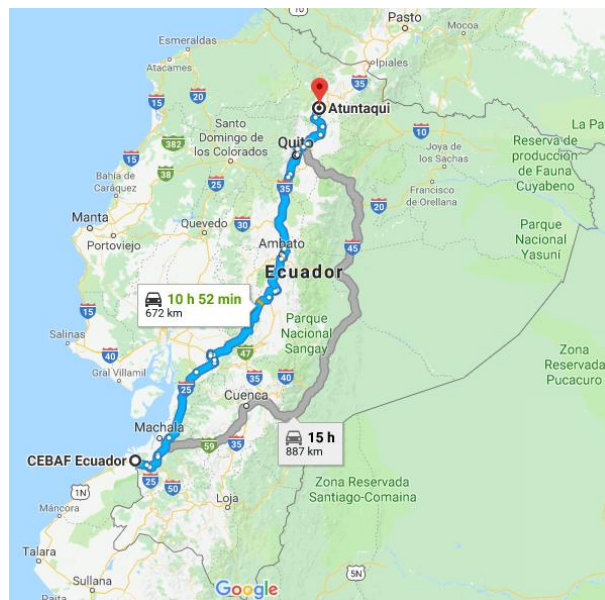 Pasto
Mocoa
Esmeraldas
Atacames
15
35
elpiales
20
Atuntaqui
Santo
Domingo de
los Colorados
10
La Pa
382
15
Quito
Joya de
los Sachas
Reserva de
producción
de Fauna
Cuyabeno
38
25
35
Bahía de
Caráquez
Francisco
de Orellana
20
Manta
Quevedo
30
Portoviejo
Ambato
45
Parque
Nacional
Yasuní
Ecuador
10 h 52 min
672 km
15
Parque
Nacional
Sangay
Salinas
40
47
Zona
Reservada
Pucacuro
Gral Villamil
25
35
40
Cuenca
Machala
15 h
887 km
59
35
CEBAF Ecuador
25
50
1N
Zona Reservada
Santiago-Comaina
Loja
Máncora
Talara
Sullana
Google
5N